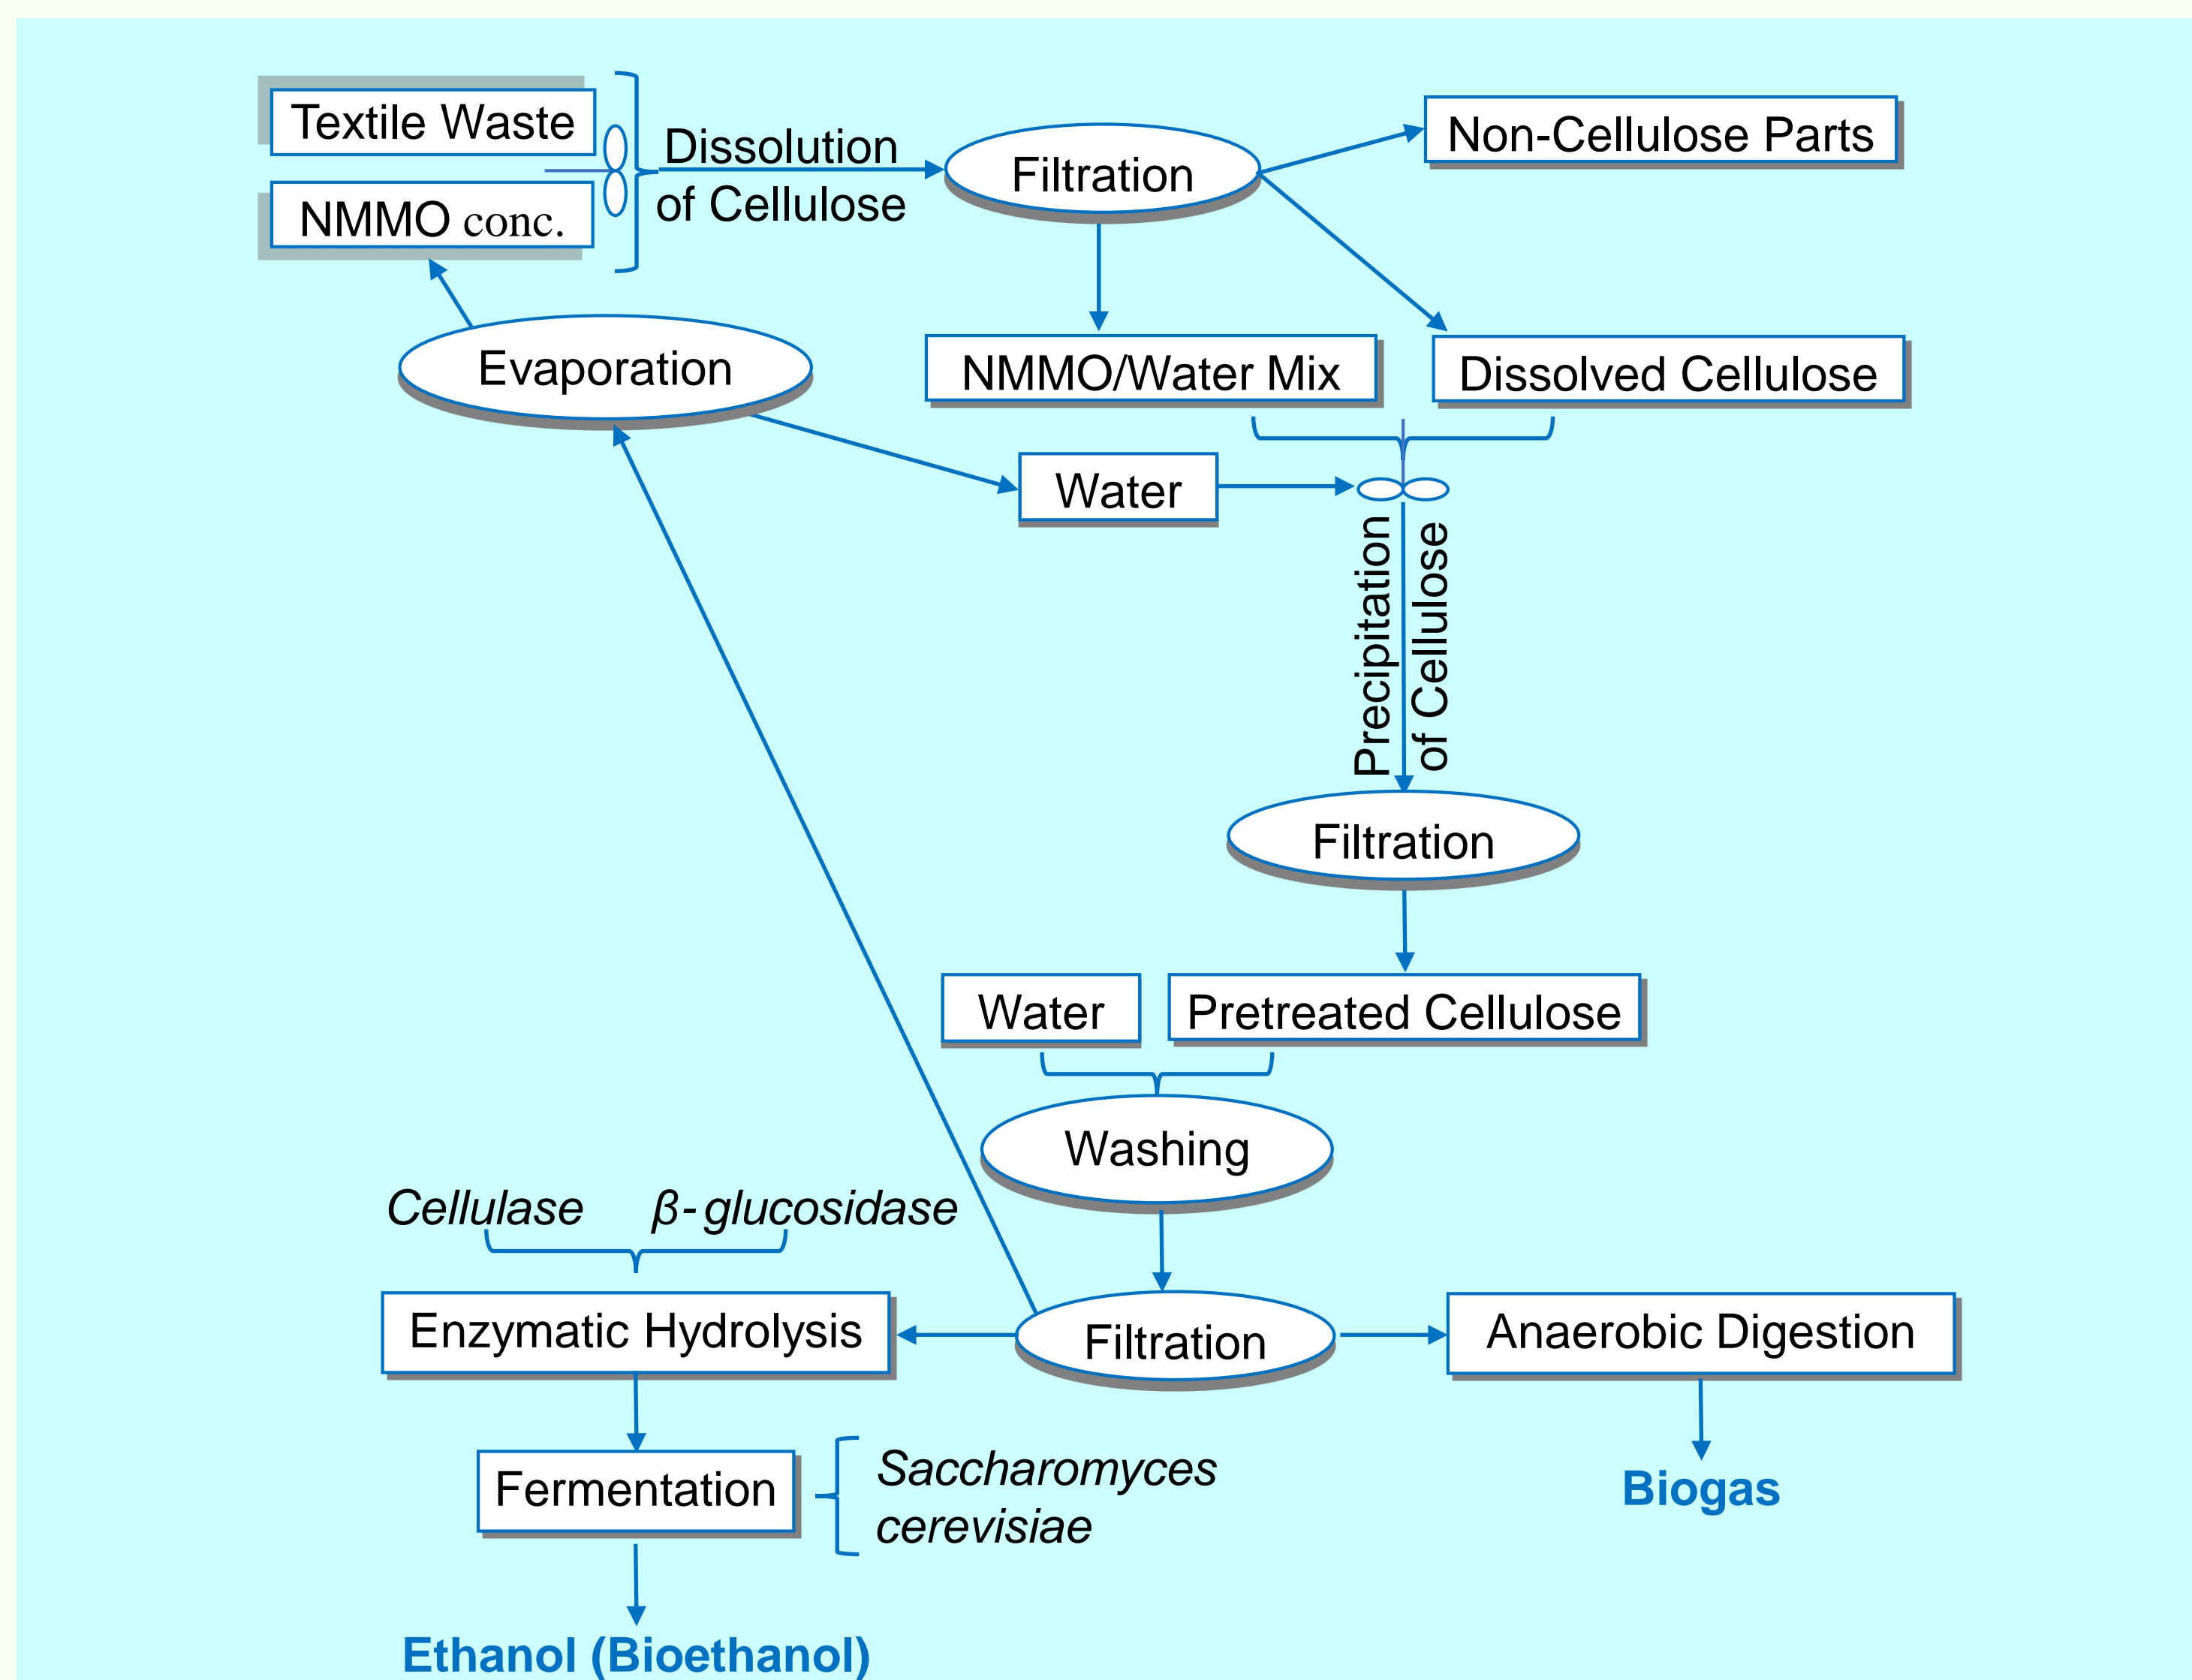 Textile Waste
NMMO conc.
Dissolution
of Cellulose
Filtration
Non-Cellulose Parts
Evaporation
NMMO/Water Mix
Dissolved Cellulose
Water
Precipitation
of Cellulose
Filtration
Water
Pretreated Cellulose
Washing
Cellulase
β- glucosidase
Enzymatic Hydrolysis
Filtration
Anaerobic Digestion
Fermentation
Saccharomyces
cerevisiae
Biogas
Ethanol (Bioethanol)